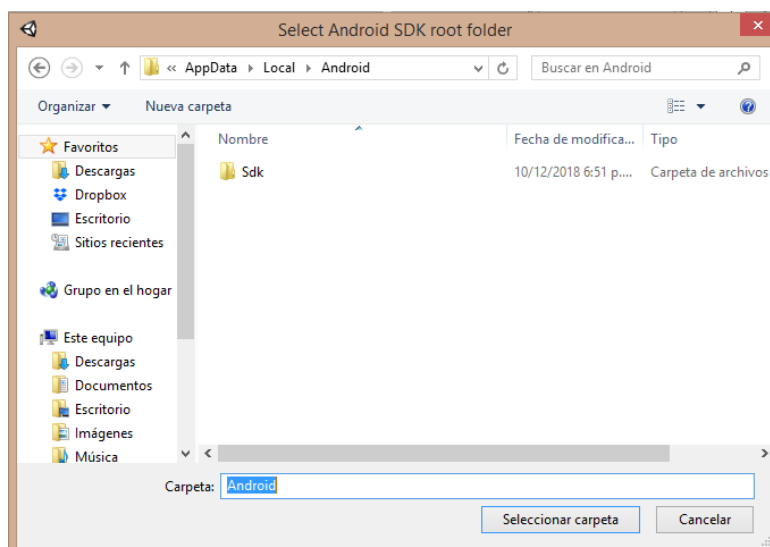 Select Android SDK root folder
« AppData Local Android
Buscar en Android
Organizar
Nueva carpeta
Favoritos
Descargas
Dropbox
Escritorio
Sitios recientes
Grupo en el hogar
Este equipo
Descargas
Documentos
Escritorio
Imágenes
Música
Nombre
Fecha de modifica...
Tipo
Sdk
10/12/2018 6:51 p....
Carpeta de archivos
Carpeta:
Android
Seleccionar carpeta
Cancelar